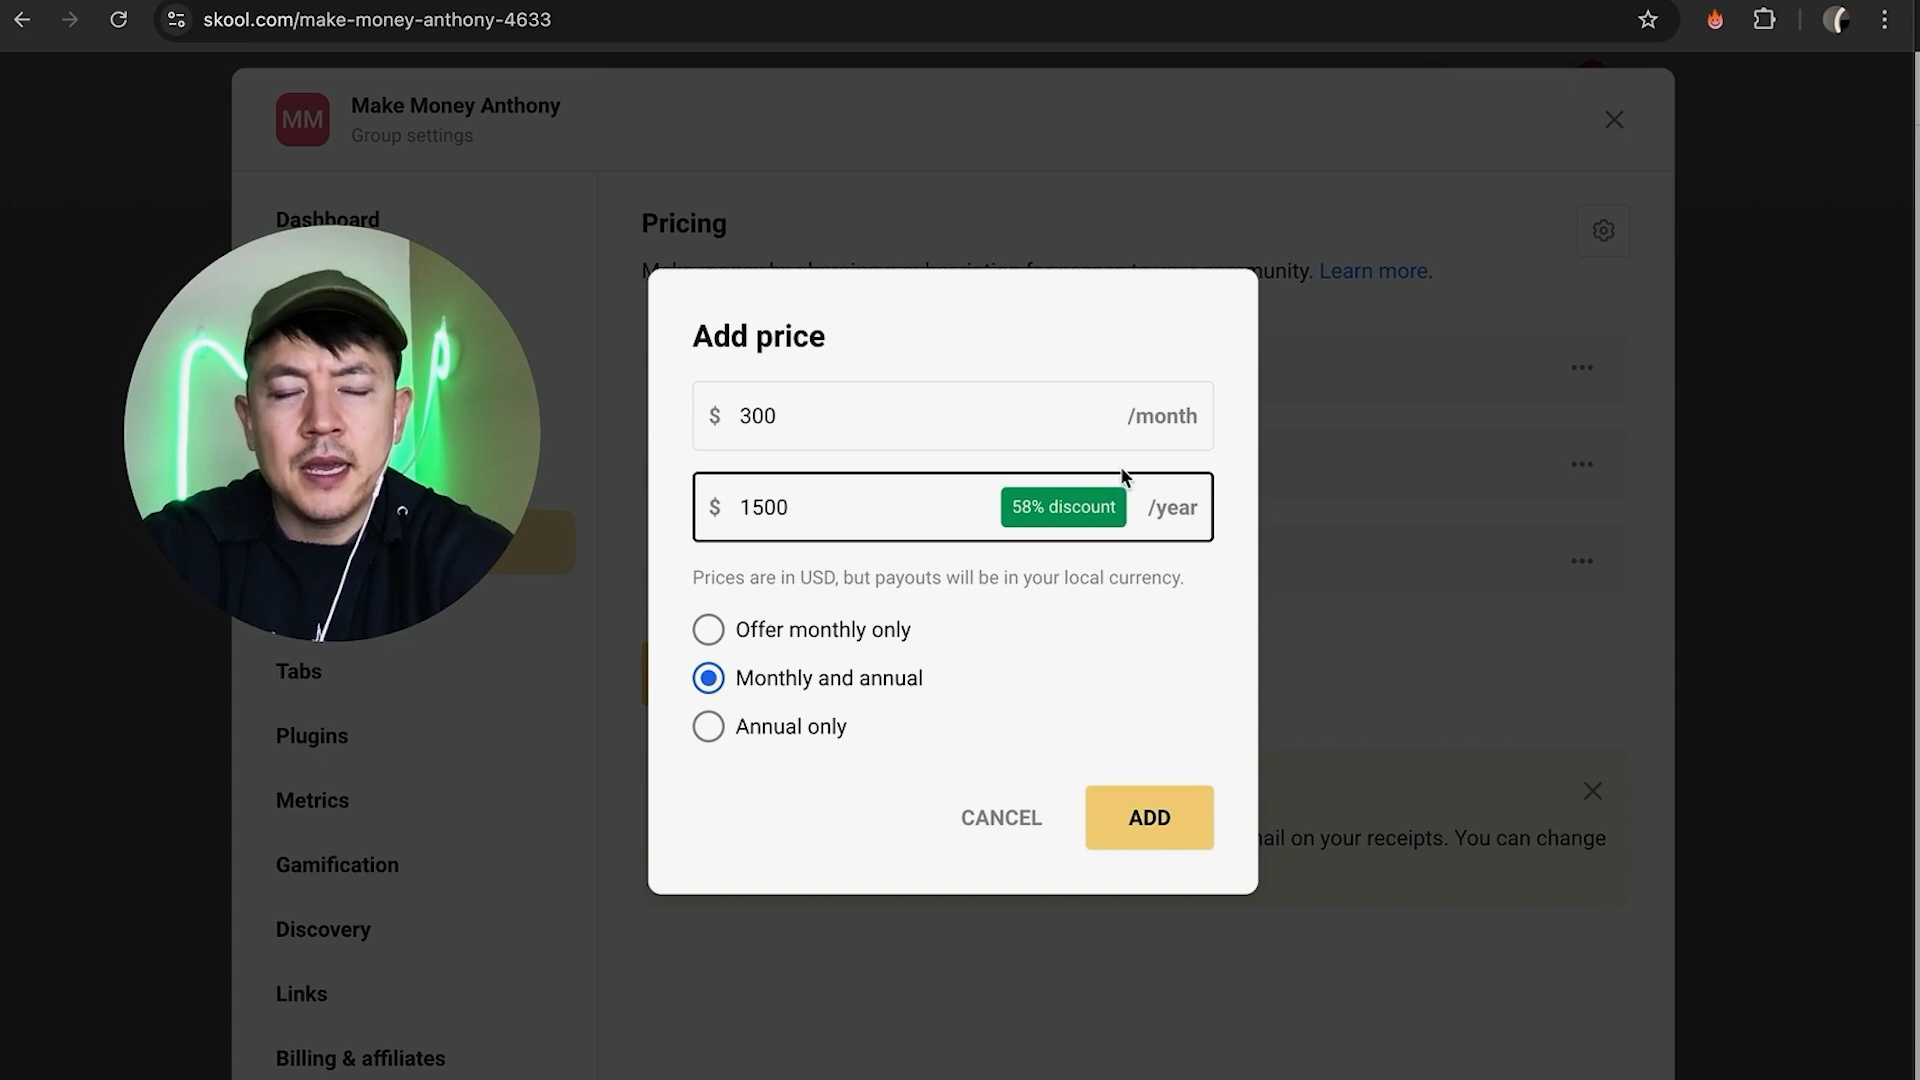 skool.com/make-money-anthony-4633
MM
Make Money Anthony
Group settings
Dashboard
Pricing
munity. Learn more.
Add price
$ 300 /month
$ 1500 58% discount /year
Prices are in USD, but payouts will be in your local currency.
Offer monthly only
Monthly and annual
Annual only
CANCEL
ADD
ail on your receipts. You can change
Tabs
Plugins
Metrics
Gamification
Discovery
Links
Billing & affiliates